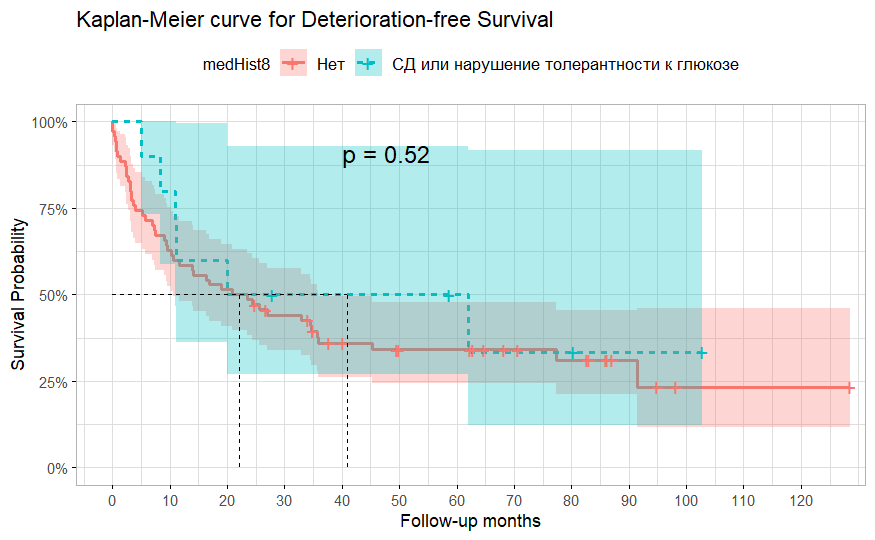 Kaplan-Meier curve for Deterioration-free Survival
medHist8 Нет СД или нарушение толерантности к глюкозе
Survival Probability
100%
75%
50%
25%
0%
p = 0.52
0 10 20 30 40 50 60 70 80 90 100 110 120
Follow-up months